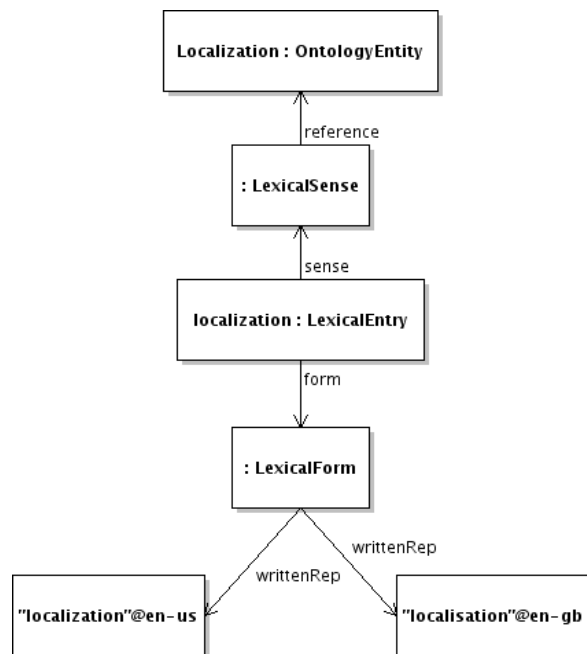 Localization : OntologyEntity
reference
: LexicalSense
sense
localization : LexicalEntry
form
: LexicalForm
writtenRep
writtenRep
"localization"@en-us
"localisation"@en-gb